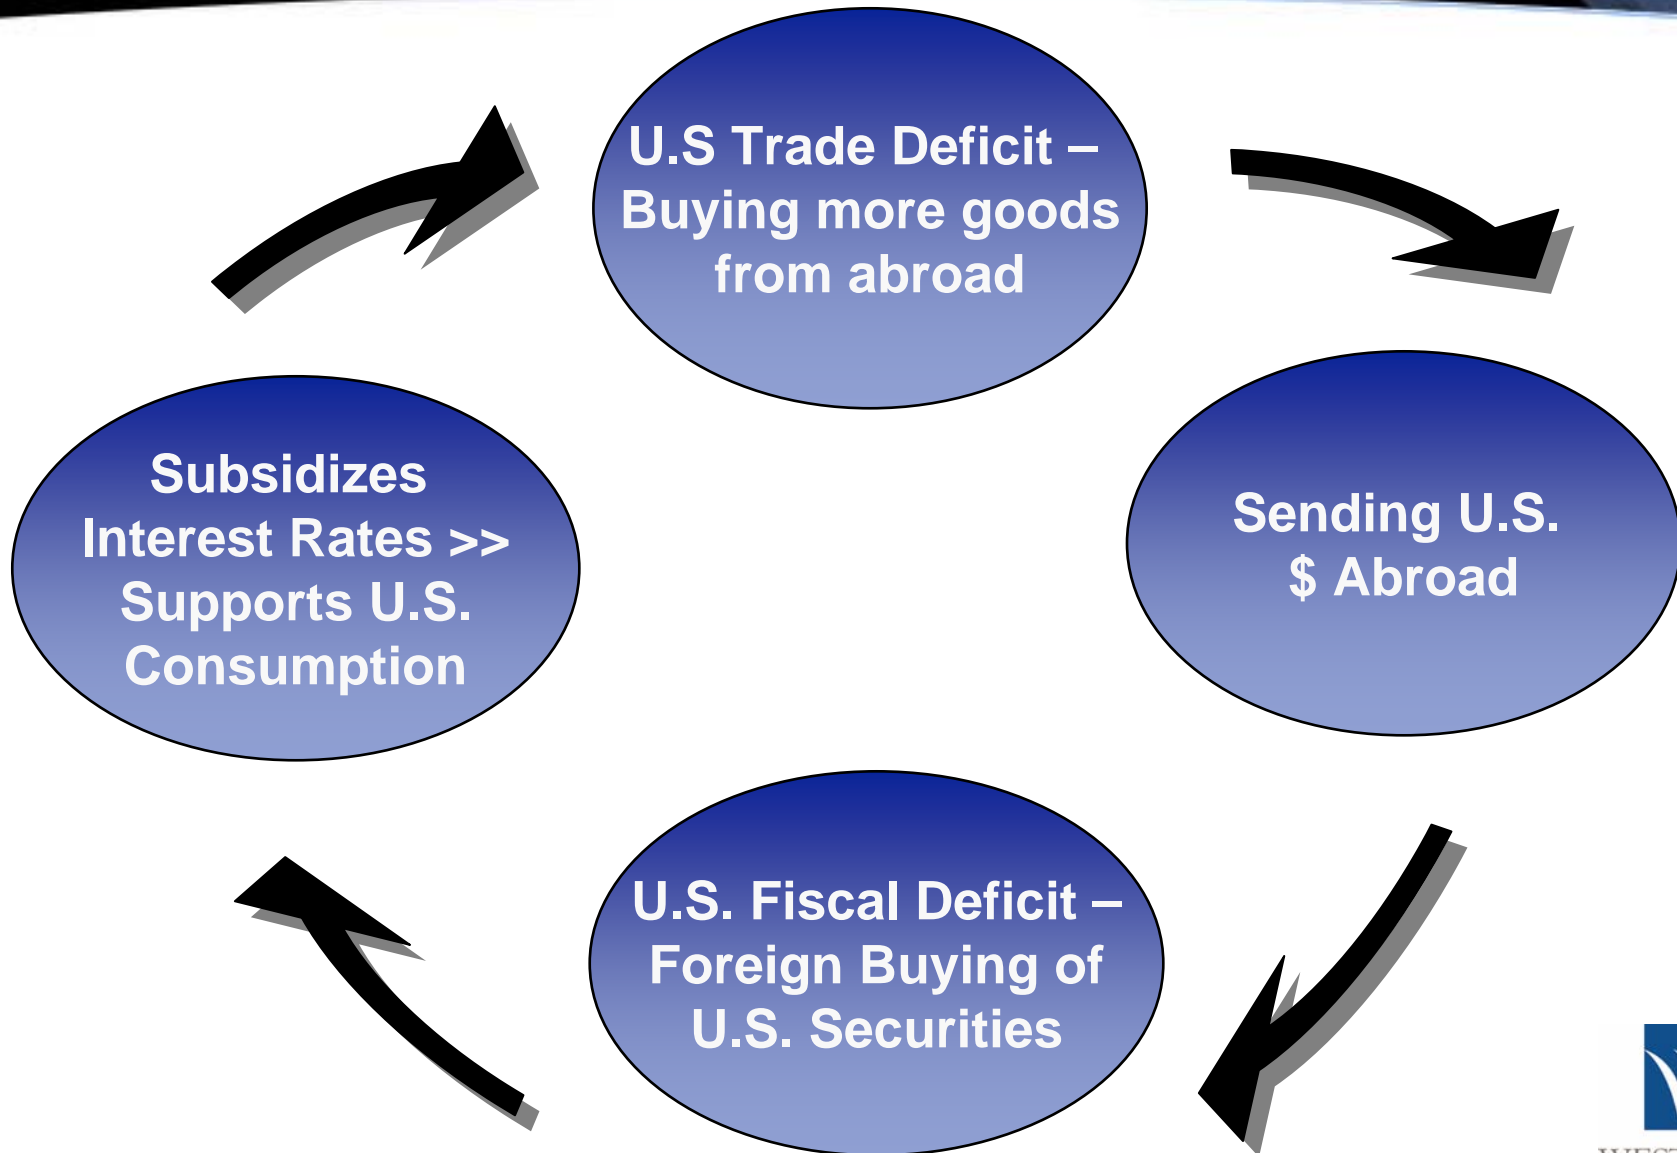 U.S Trade Deficit –
Buying more goods
from abroad
Sending U.S.
$ Abroad
U.S. Fiscal Deficit –
Foreign Buying of
U.S. Securities
Subsidizes
Interest Rates >>
Supports U.S.
Consumption